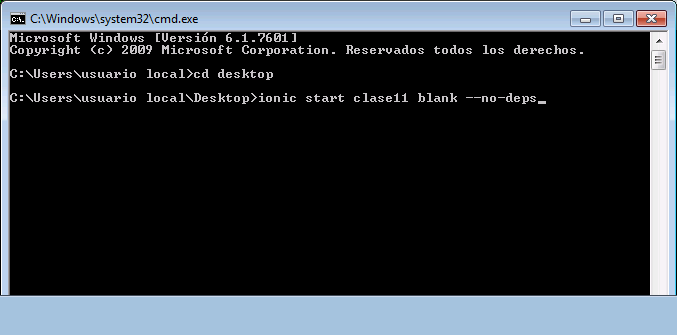 C:\Windows\system32\cmd.exe
Microsoft Windows [Versión 6.1.7601]
Copyright (c) 2009 Microsoft Corporation. Reservados todos los derechos.
C:\Users\usuario local>cd desktop
C:\Users\usuario local\Desktop>ionic start clase11 blank --no-deps